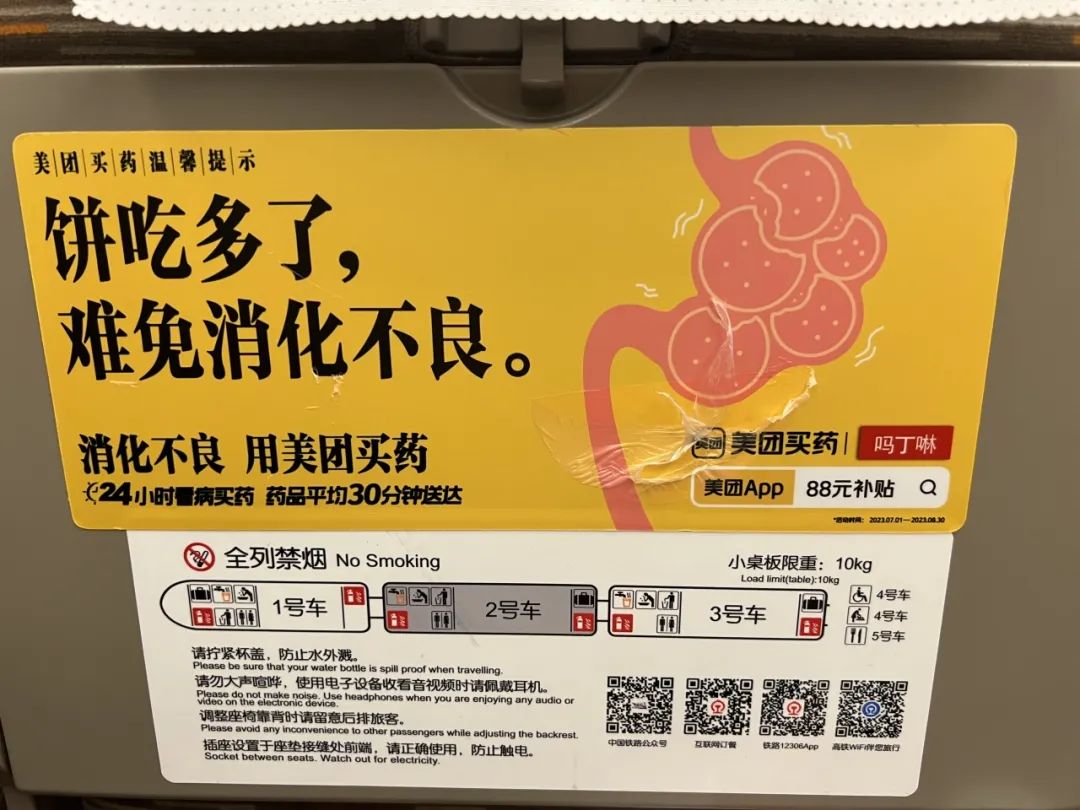 美团买药温馨提示
饼吃多了，
难免消化不良。
消化不良 用美团买药
24小时看病买药 药品平均30分钟送达
美团 美团买药 吗丁啉
美团App 88元补贴
*活动时间： 2023.07.01—2023.08.30
全列禁烟 No Smoking
小桌板限重：10kg
Load limit(table):10kg
1号车 2号车 3号车
4号车
4号车
5号车
请拧紧杯盖，防止水外溅。
Please be sure that your water bottle is spill proof when travelling.
请勿大声喧哗，使用电子设备收看音视频时请佩戴耳机。
Please do not make noise. Use headphones when you are enjoying any audio or
video on the electronic device.
调整座椅靠背时请留意后排旅客。
Please avoid any inconvenience to other passengers while adjusting the backrest.
插座设置于座垫接缝处前端，请正确使用，防止触电。
Socket between seats. Watch out for electricity.
中国铁路公众号 互联网订餐 铁路12306App 高铁WiFi伴您旅行